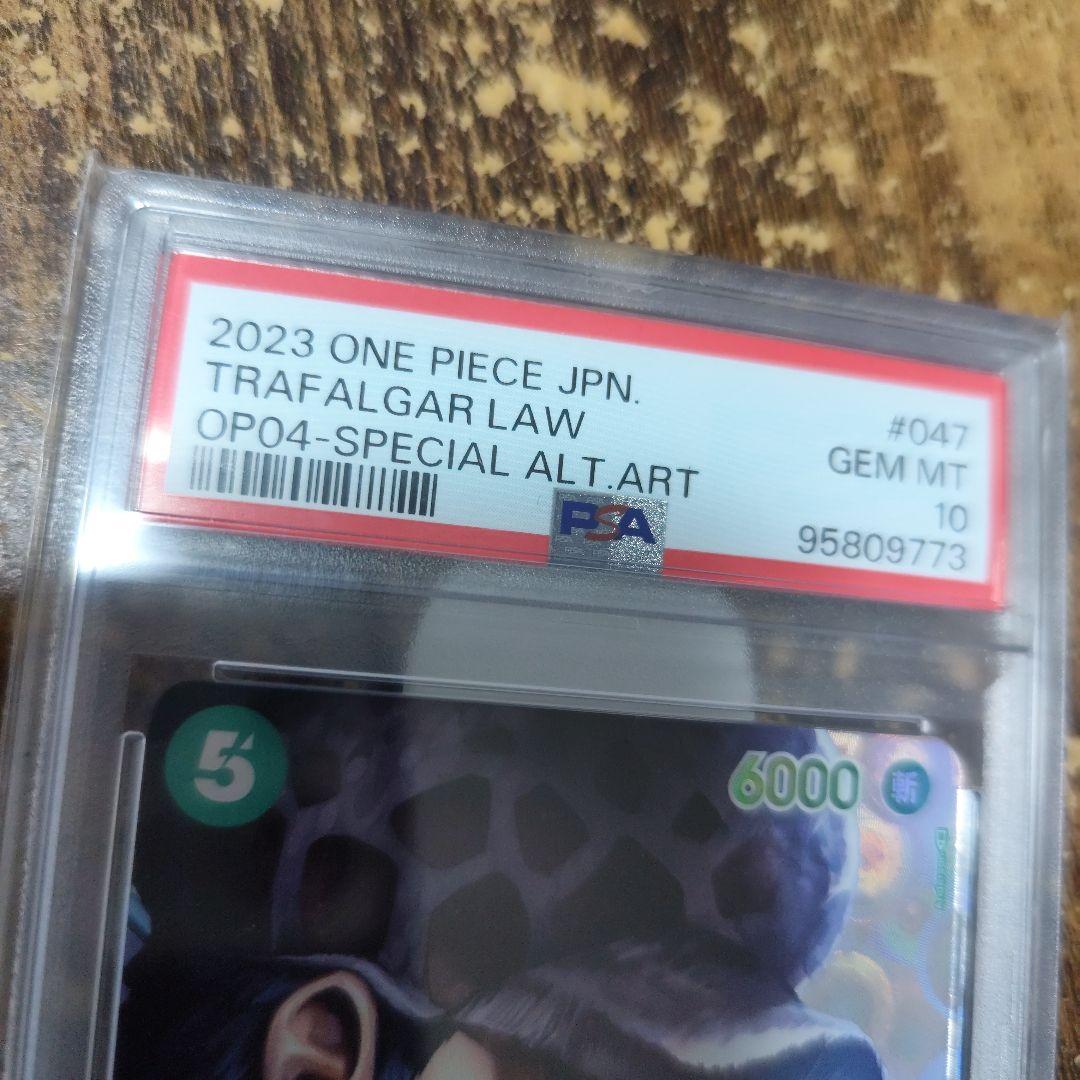 2023 ONE PIECE JPN.
TRAFALGAR LAW
OP04-SPECIAL ALT.ART
#047
GEM MT
10
95809773
PSA
5
6000
斬